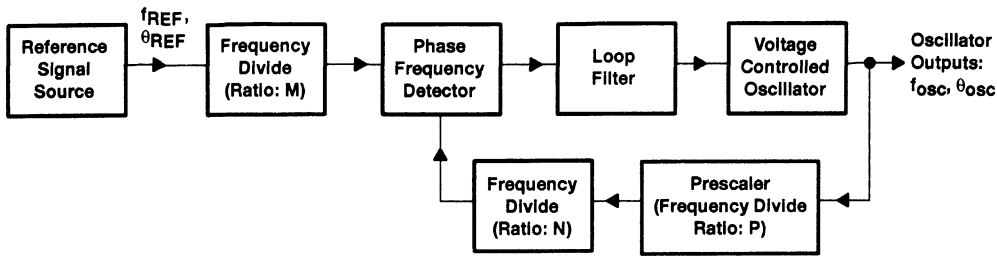 fREF,
θREF
Reference
Signal
Source
Frequency
Divide
(Ratio: M)
Phase
Frequency
Detector
Loop
Filter
Voltage
Controlled
Oscillator
Oscillator
Outputs:
fosc, θosc
Frequency
Divide
(Ratio: N)
Prescaler
(Frequency Divide
Ratio: P)